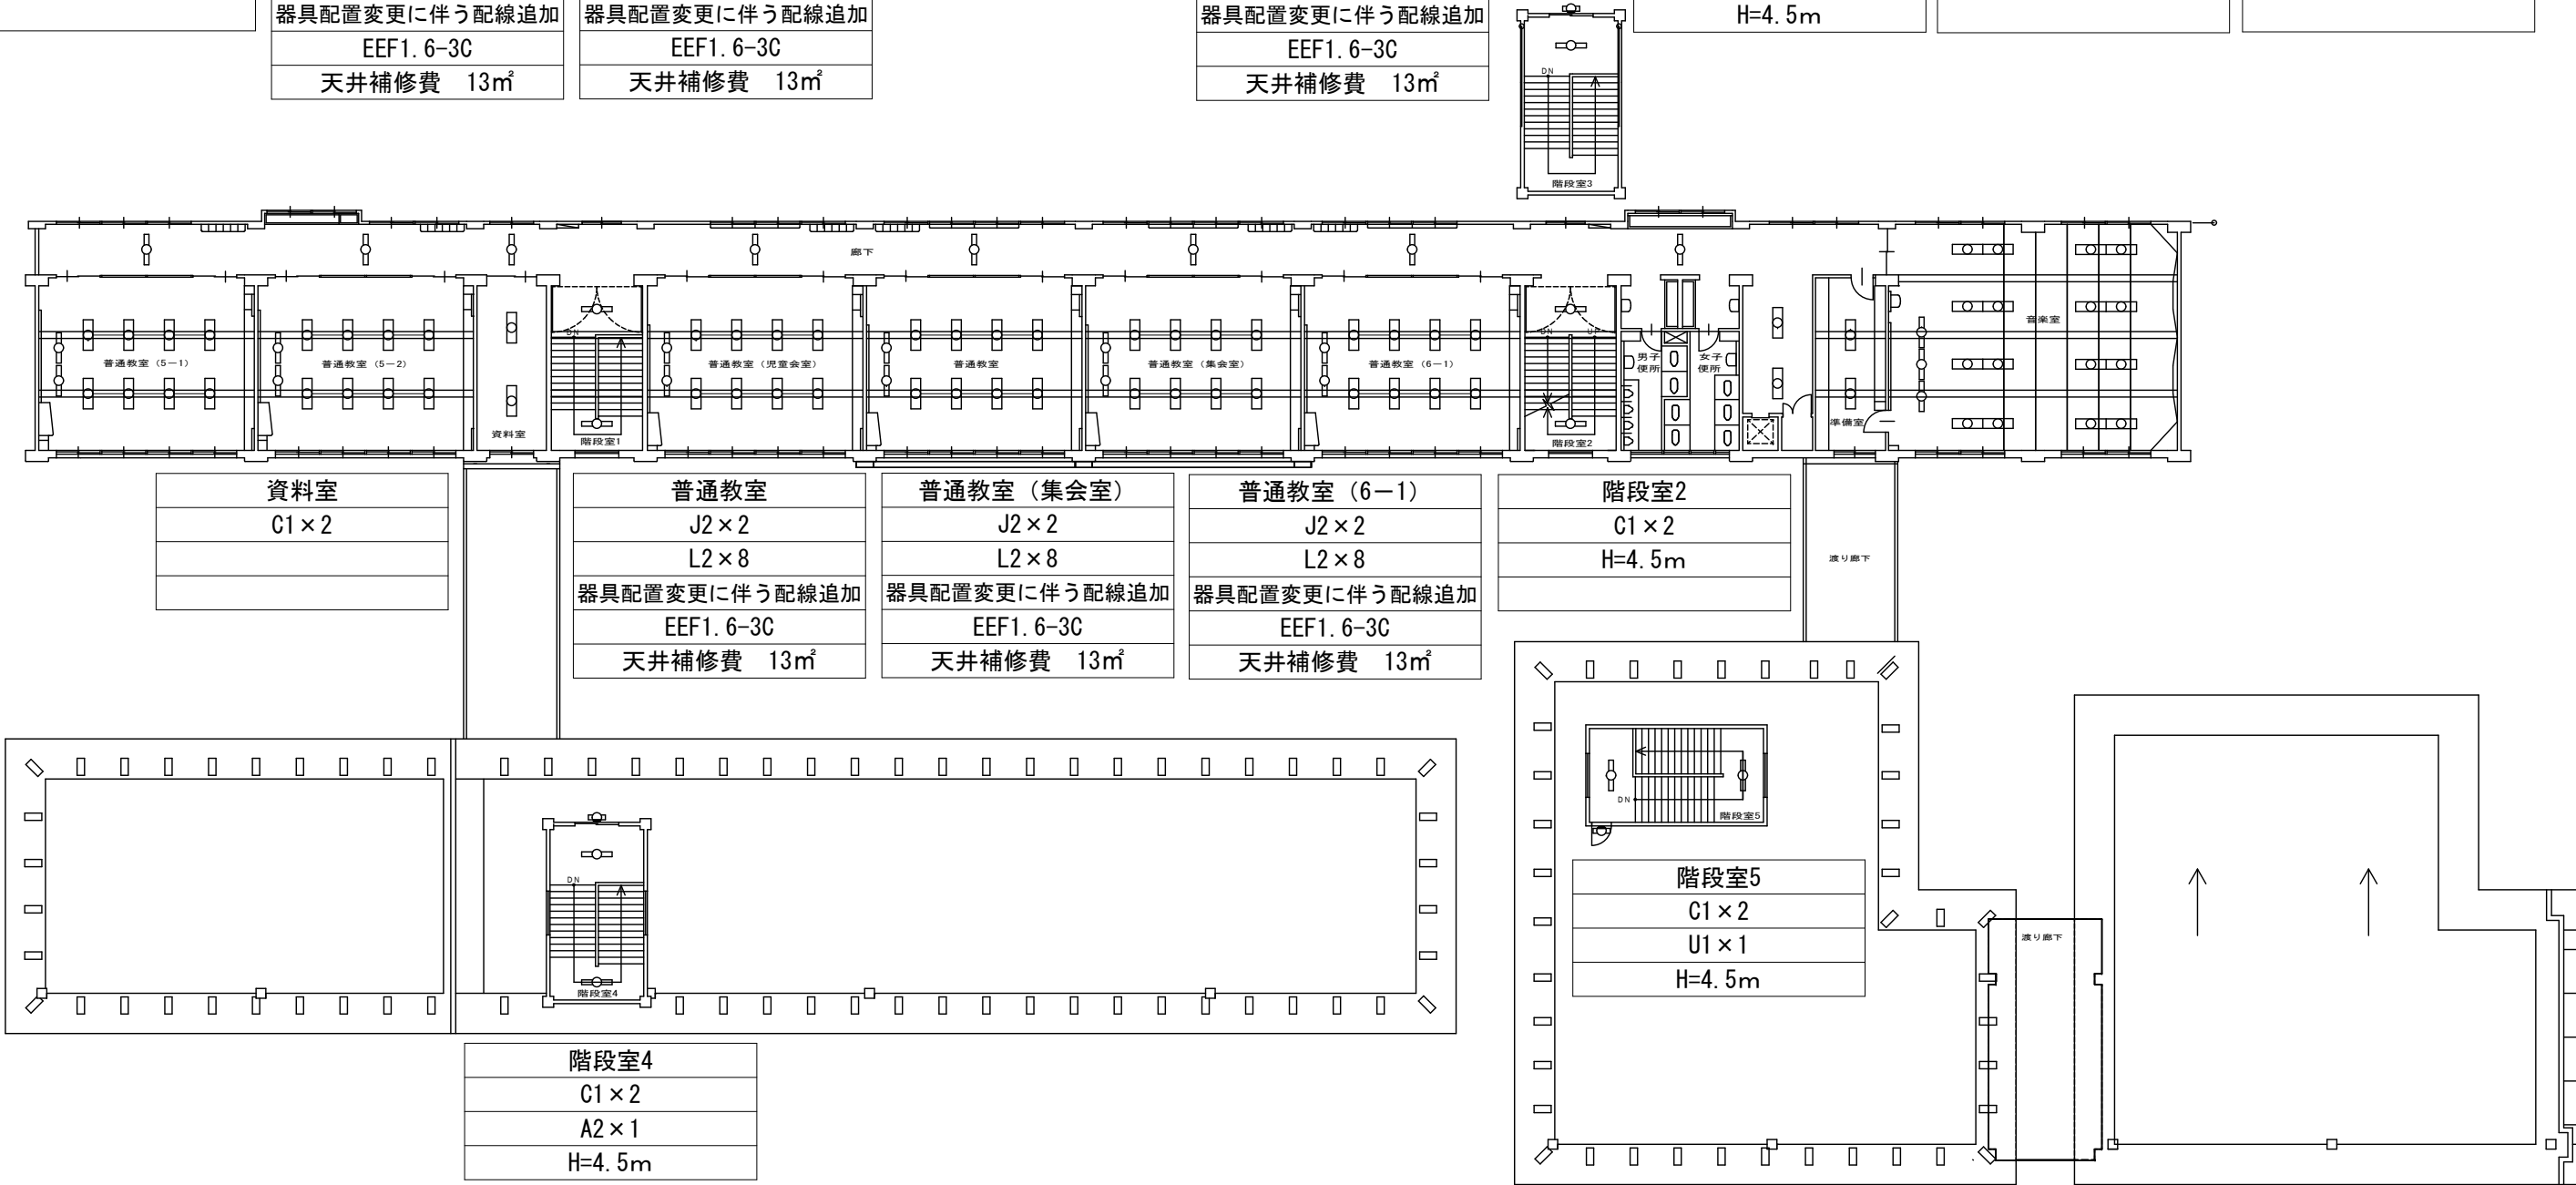 器具配置変更に伴う配線追加
EEF1.6-3C
天井補修費　13㎡
器具配置変更に伴う配線追加
EEF1.6-3C
天井補修費　13㎡
器具配置変更に伴う配線追加
EEF1.6-3C
天井補修費　13㎡
H=4.5m
DN
階段室3
廊下
普通教室（5－1）
普通教室（5－2）
資料室
DN
階段室1
普通教室（児童会室）
普通教室
普通教室（集会室）
普通教室（6－1）
DN
UP
階段室2
男子
便所
女子
便所
準備室
音楽室
資料室
C1×2
普通教室
J2×2
L2×8
器具配置変更に伴う配線追加
EEF1.6-3C
天井補修費　13㎡
普通教室（集会室）
J2×2
L2×8
器具配置変更に伴う配線追加
EEF1.6-3C
天井補修費　13㎡
普通教室（6－1）
J2×2
L2×8
器具配置変更に伴う配線追加
EEF1.6-3C
天井補修費　13㎡
階段室2
C1×2
H=4.5m
渡り廊下
DN
階段室5
階段室5
C1×2
U1×1
H=4.5m
渡り廊下
DN
階段室4
階段室4
C1×2
A2×1
H=4.5m